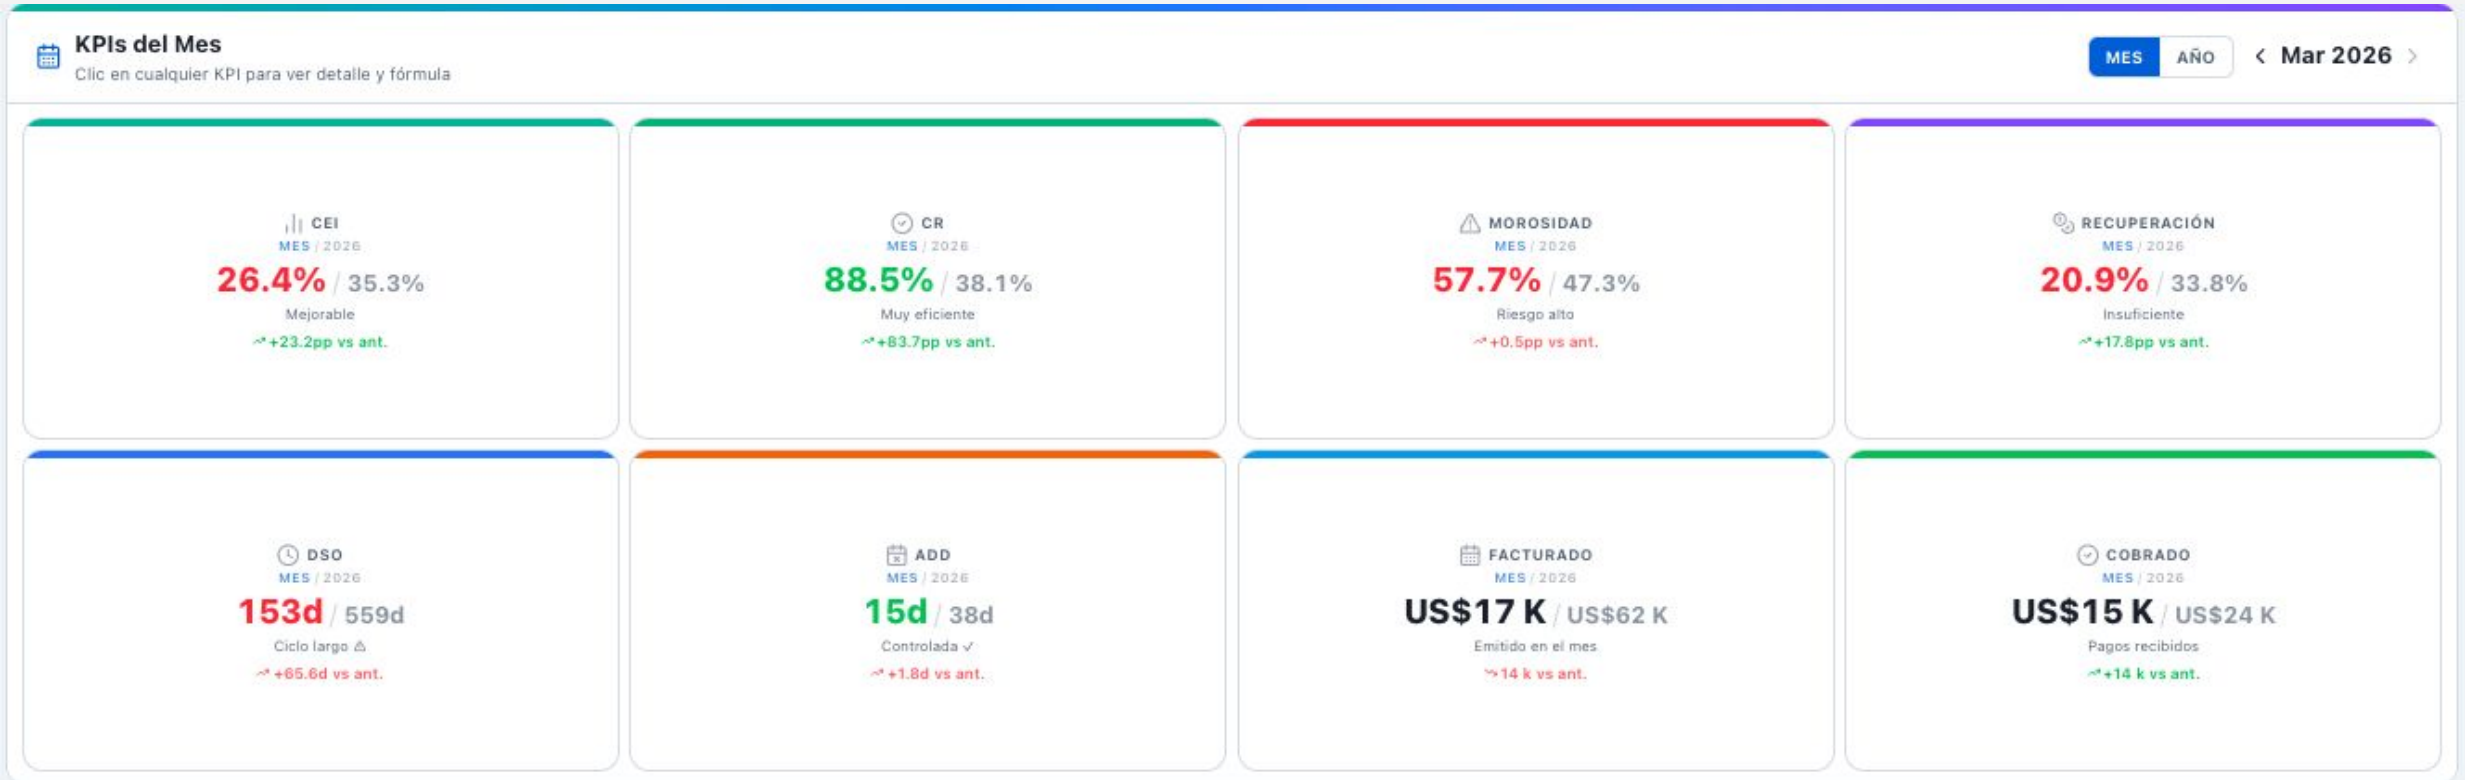 KPIs del Mes
Clic en cualquier KPI para ver detalle y fórmula
MES AÑO < Mar 2026 >
CEI
MES / 2026
26.4% / 35.3%
Mejorable
+23.2pp vs ant.
CR
MES / 2026
88.5% / 38.1%
Muy eficiente
+83.7pp vs ant.
MOROSIDAD
MES / 2026
57.7% / 47.3%
Riesgo alto
+0.5pp vs ant.
RECUPERACIÓN
MES / 2026
20.9% / 33.8%
Insuficiente
+17.8pp vs ant.
DSO
MES / 2026
153d / 559d
Ciclo largo ⚠
+65.6d vs ant.
ADD
MES / 2026
15d / 38d
Controlada ✓
+1.8d vs ant.
FACTURADO
MES / 2026
US$17 K / US$62 K
Emitido en el mes
14 k vs ant.
COBRADO
MES / 2026
US$15 K / US$24 K
Pagos recibidos
+14 k vs ant.